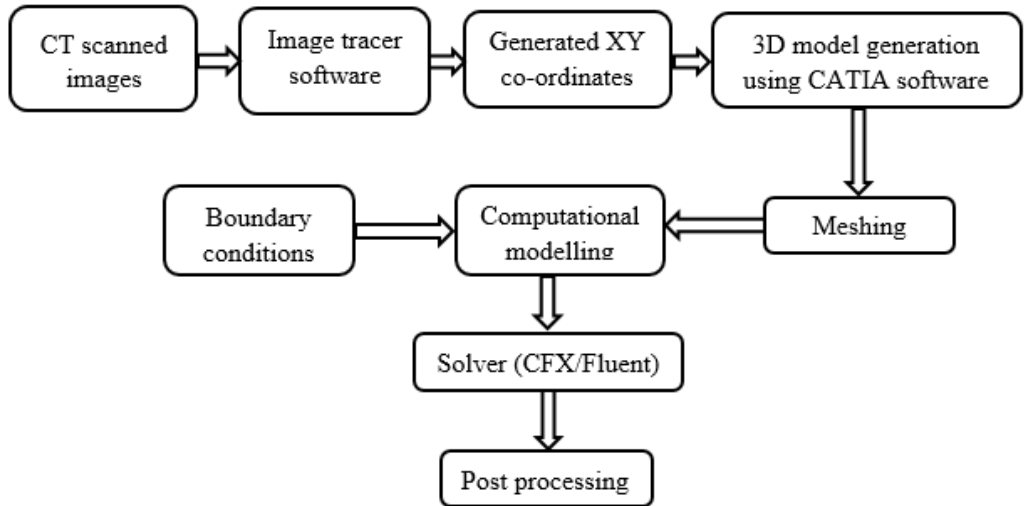 CT scanned
images
Image tracer
software
Generated XY
co-ordinates
3D model generation
using CATIA software
Boundary
conditions
Computational
modelling
Meshing
Solver (CFX/Fluent)
Post processing